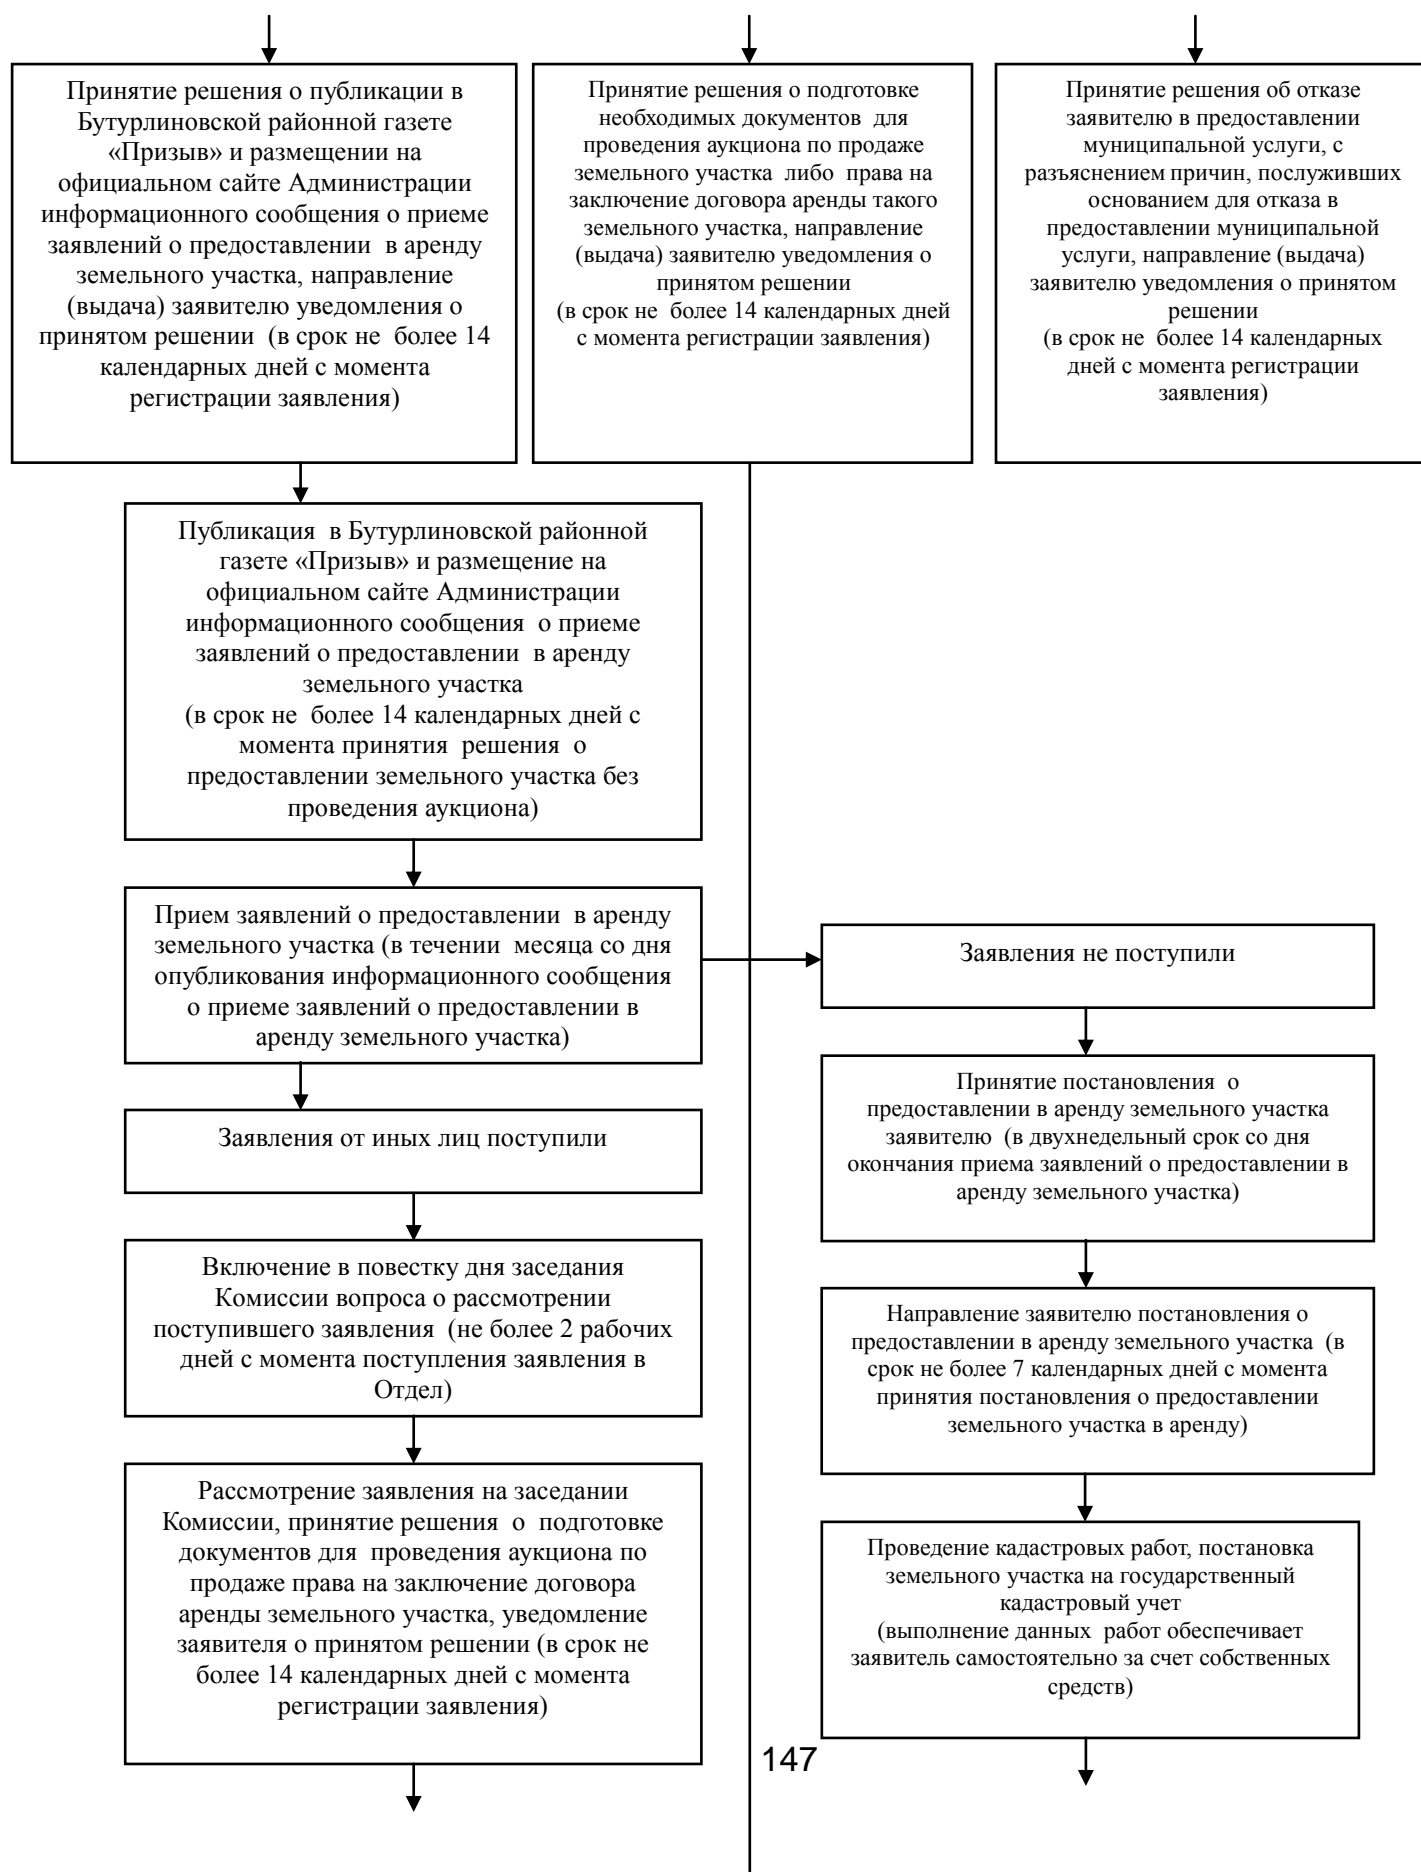 Принятие решения о публикации в
Бутурлиновской районной газете
«Призыв» и размещении на
официальном сайте Администрации
информационного сообщения о приеме
заявлений о предоставлении в аренду
земельного участка, направление
(выдача) заявителю уведомления о
принятом решении (в срок не более 14
календарных дней с момента
регистрации заявления)
Принятие решения о подготовке
необходимых документов для
проведения аукциона по продаже
земельного участка либо права на
заключение договора аренды такого
земельного участка, направление
(выдача) заявителю уведомления о
принятом решении
(в срок не более 14 календарных дней
с момента регистрации заявления)
Принятие решения об отказе
заявителю в предоставлении
муниципальной услуги, с
разъяснением причин, послуживших
основанием для отказа в
предоставлении муниципальной
услуги, направление (выдача)
заявителю уведомления о принятом
решении
(в срок не более 14 календарных
дней с момента регистрации
заявления)
Публикация в Бутурлиновской районной
газете «Призыв» и размещение на
официальном сайте Администрации
информационного сообщения о приеме
заявлений о предоставлении в аренду
земельного участка
(в срок не более 14 календарных дней с
момента принятия решения о
предоставлении земельного участка без
проведения аукциона)
Прием заявлений о предоставлении в аренду
земельного участка (в течении месяца со дня
опубликования информационного сообщения
о приеме заявлений о предоставлении в
аренду земельного участка)
Заявления не поступили
Принятие постановления о
предоставлении в аренду земельного участка
заявителю (в двухнедельный срок со дня
окончания приема заявлений о предоставлении в
аренду земельного участка)
Заявления от иных лиц поступили
Включение в повестку дня заседания
Комиссии вопроса о рассмотрении
поступившего заявления (не более 2 рабочих
дней с момента поступления заявления в
Отдел)
Направление заявителю постановления о
предоставлении в аренду земельного участка (в
срок не более 7 календарных дней с момента
принятия постановления о предоставлении
земельного участка в аренду)
Рассмотрение заявления на заседании
Комиссии, принятие решения о подготовке
документов для проведения аукциона по
продаже права на заключение договора
аренды земельного участка, уведомление
заявителя о принятом решении (в срок не
более 14 календарных дней с момента
регистрации заявления)
Проведение кадастровых работ, постановка
земельного участка на государственный
кадастровый учет
(выполнение данных работ обеспечивает
заявитель самостоятельно за счет собственных
средств)
147